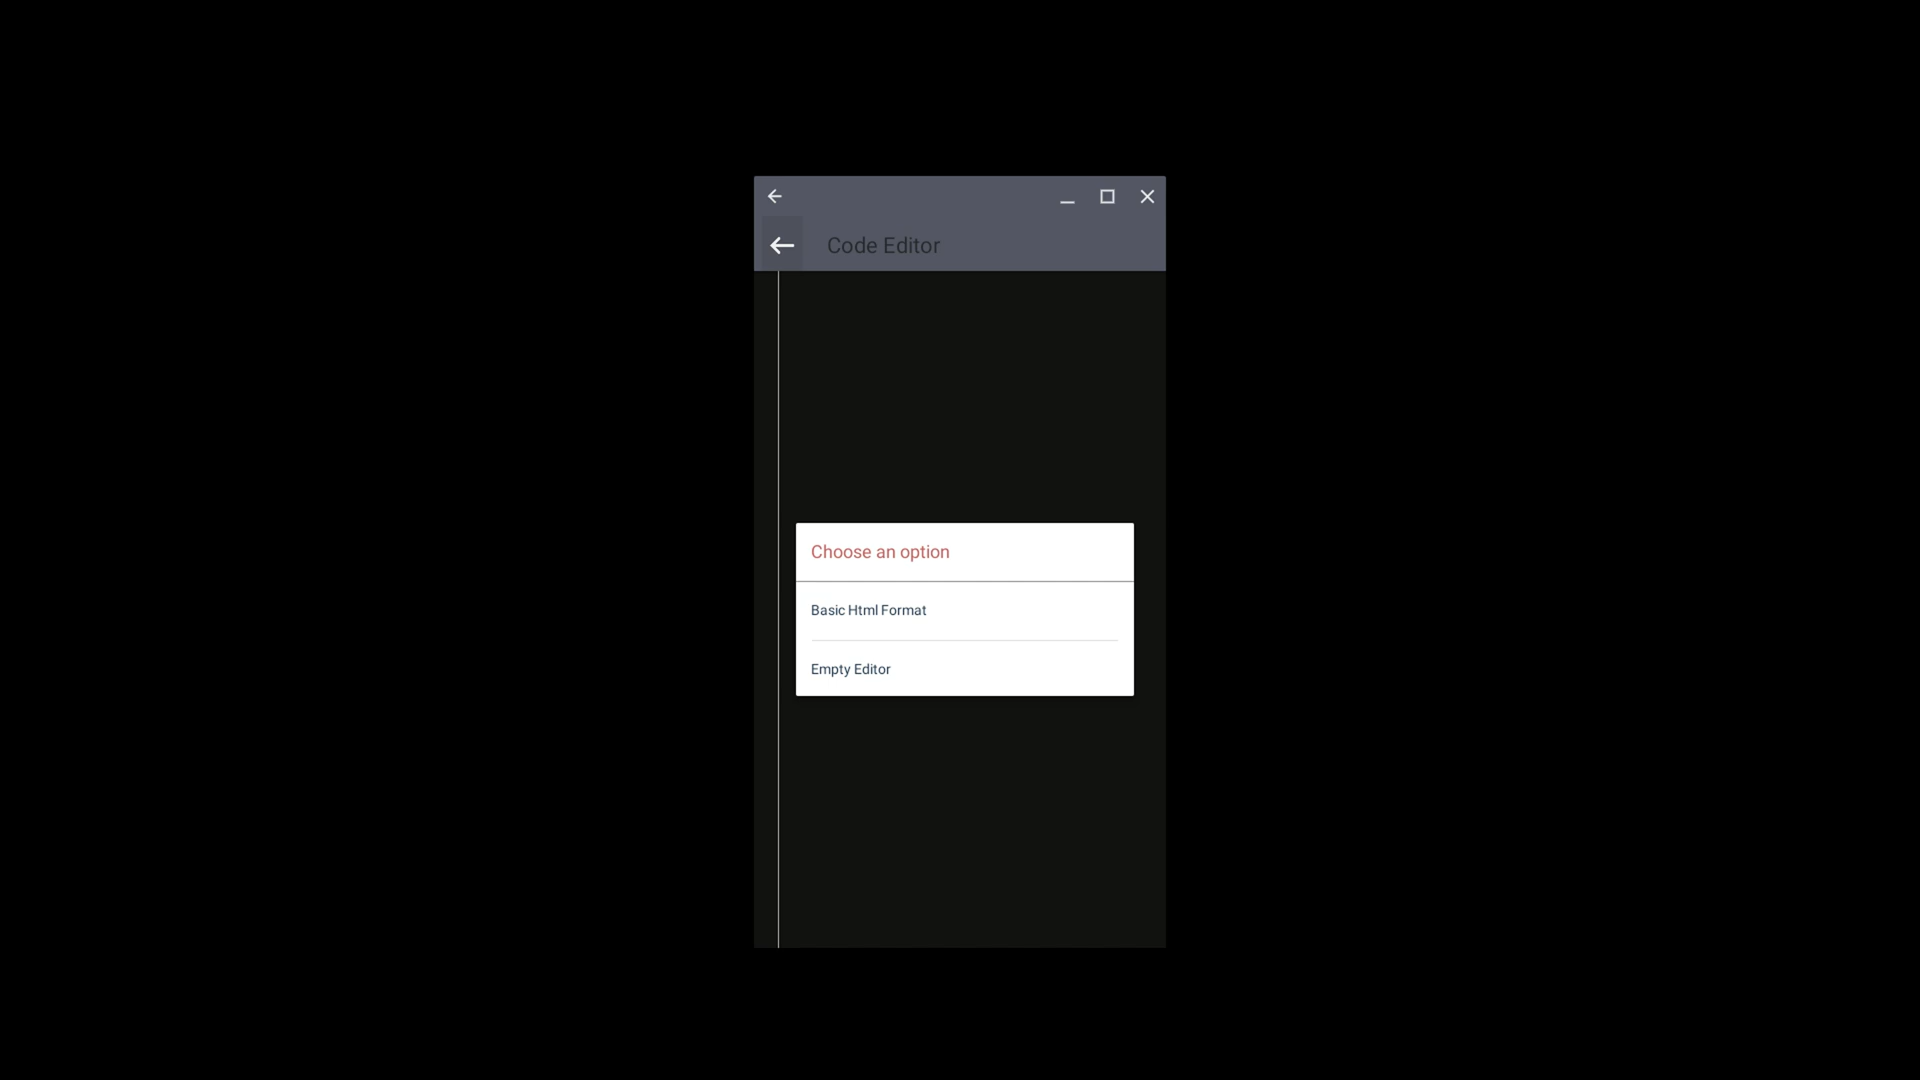 Code Editor
Choose an option
Basic Html Format
Empty Editor